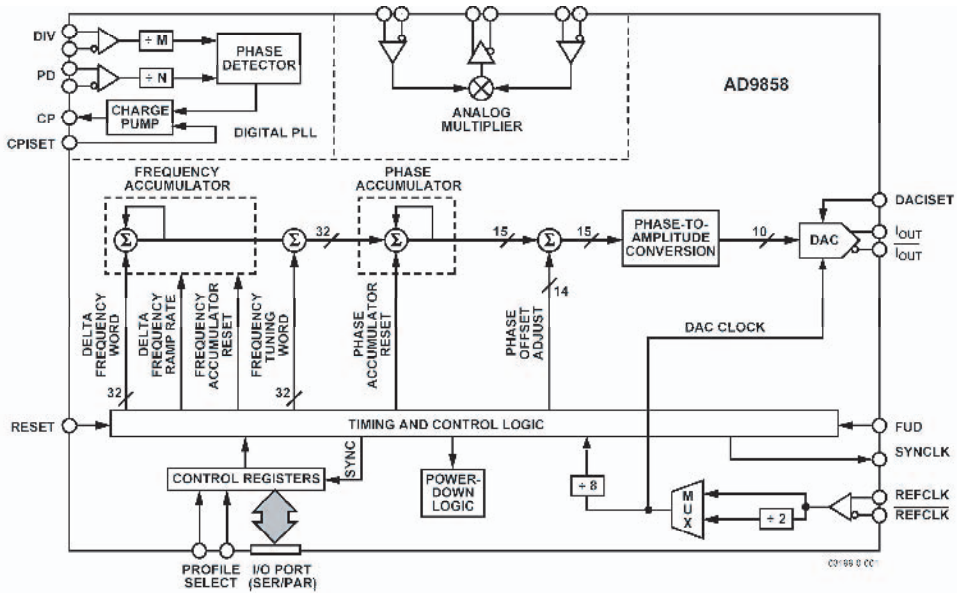 DIV
÷ M
PHASE
DETECTOR
PD
÷ N
CP
CHARGE
PUMP
DIGITAL PLL
CPISET
ANALOG
MULTIPLIER
AD9858
FREQUENCY
ACCUMULATOR
PHASE
ACCUMULATOR
DACISET
Σ
Σ
32
Σ
15
Σ
15
PHASE-TO-
AMPLITUDE
CONVERSION
10
DAC
IOUT
IOUT
14
DELTA
FREQUENCY
WORD
DELTA
FREQUENCY
RAMP RATE
FREQUENCY
ACCUMULATOR
RESET
FREQUENCY
TUNING
WORD
PHASE
ACCUMULATOR
RESET
PHASE
OFFSET
ADJUST
DAC CLOCK
32
32
RESET
TIMING AND CONTROL LOGIC
FUD
SYNC
SYNCLK
CONTROL REGISTERS
POWER-
DOWN
LOGIC
÷ 8
MUX
÷ 2
REFCLK
REFCLK
PROFILE
SELECT
I/O PORT
(SER/PAR)